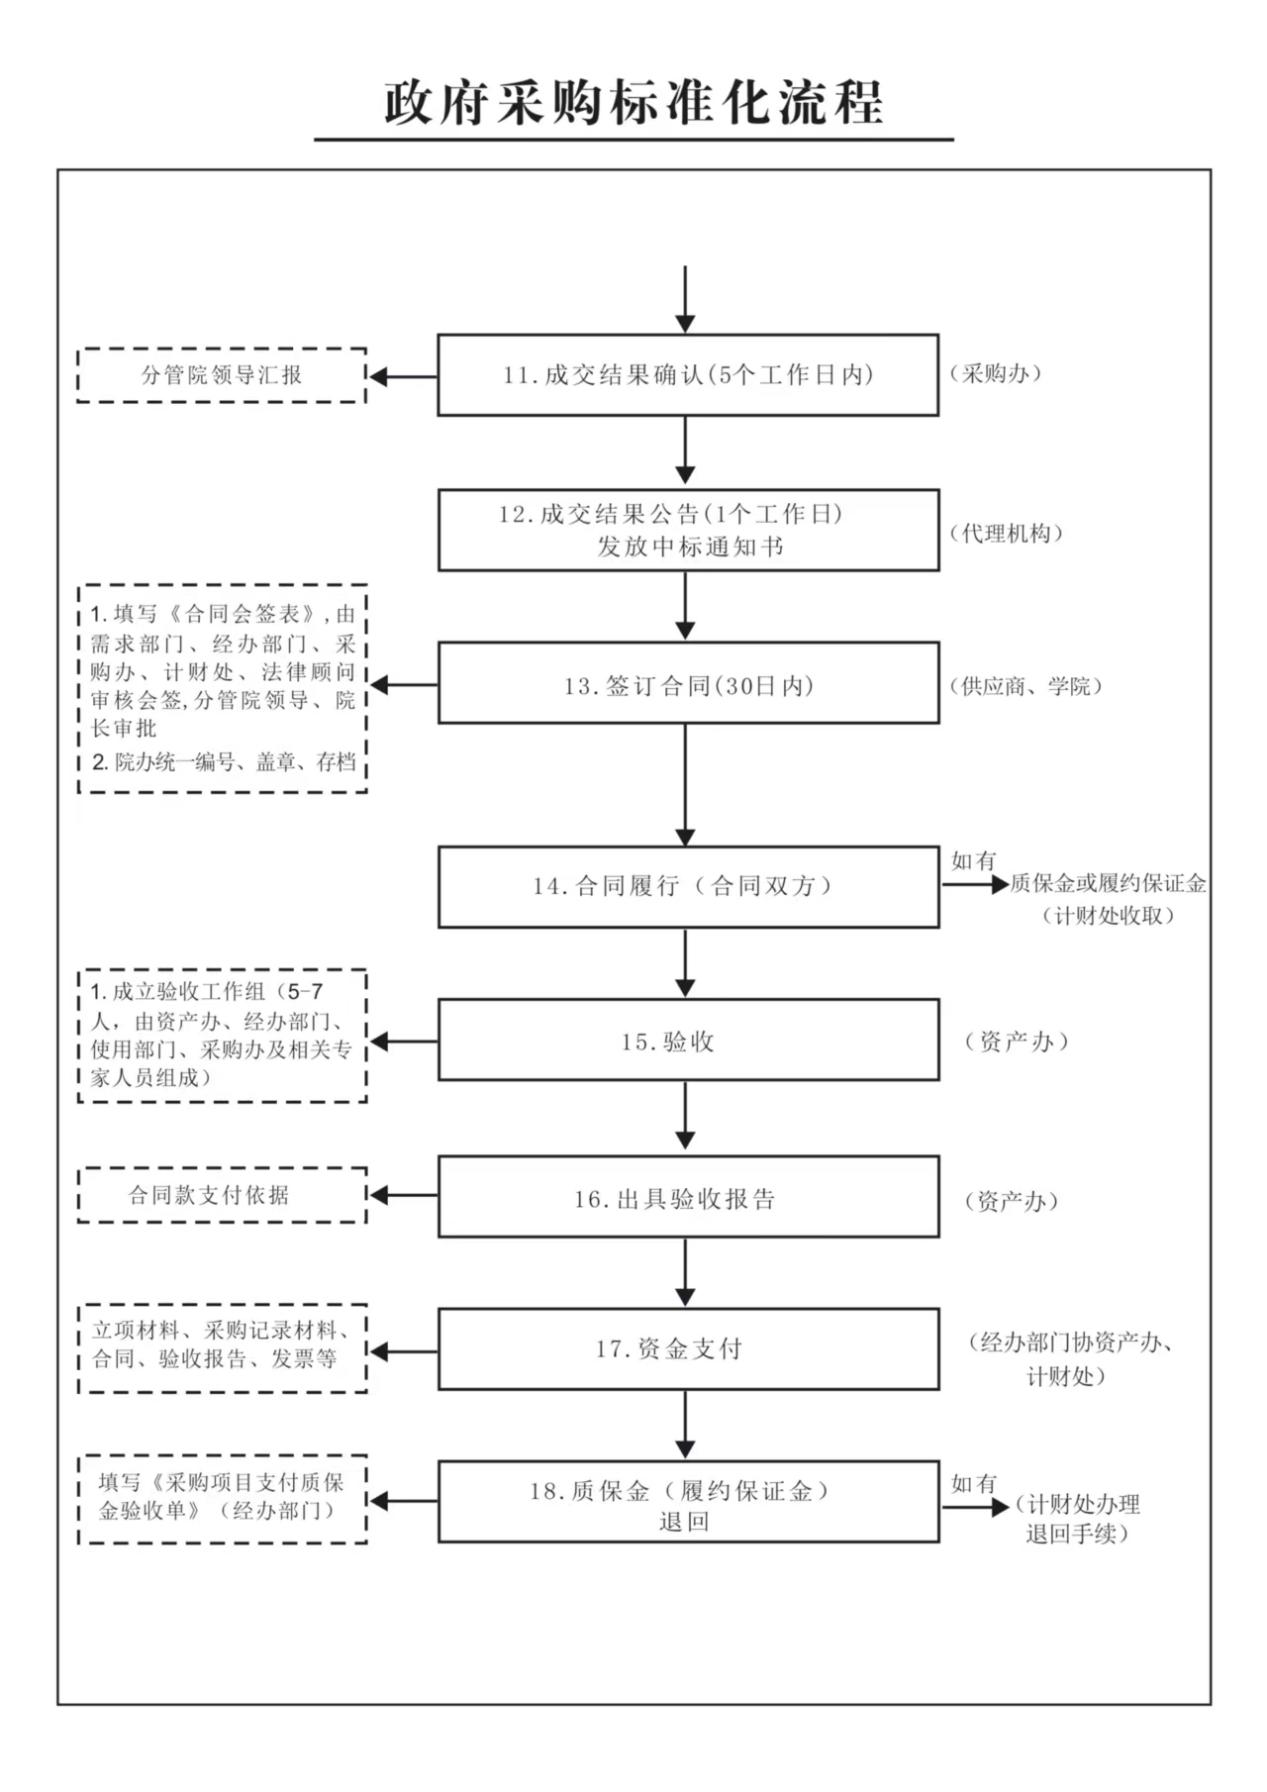 政府采购标准化流程
分管院领导汇报
11.成交结果确认(5个工作日内)
（采购办）
12.成交结果公告(1个工作日)
发放中标通知书
（代理机构）
1. 填写《合同会签表》,由
需求部门、经办部门、采
购办、计财处、法律顾问
审核会签,分管院领导、院
长审批
2. 院办统一编号、盖章、存档
13.签订合同(30日内)
（供应商、学院）
14.合同履行（合同双方）
如有
质保金或履约保证金
（计财处收取）
1. 成立验收工作组（5-7
人，由资产办、经办部门、
使用部门、采购办及相关专
家人员组成）
15.验收
（资产办）
合同款支付依据
16.出具验收报告
（资产办）
立项材料、采购记录材料、
合同、验收报告、发票等
17.资金支付
（经办部门协资产办、
计财处）
填写《采购项目支付质保
金验收单》（经办部门）
18.质保金（履约保证金）
退回
如有
（计财处办理
退回手续）